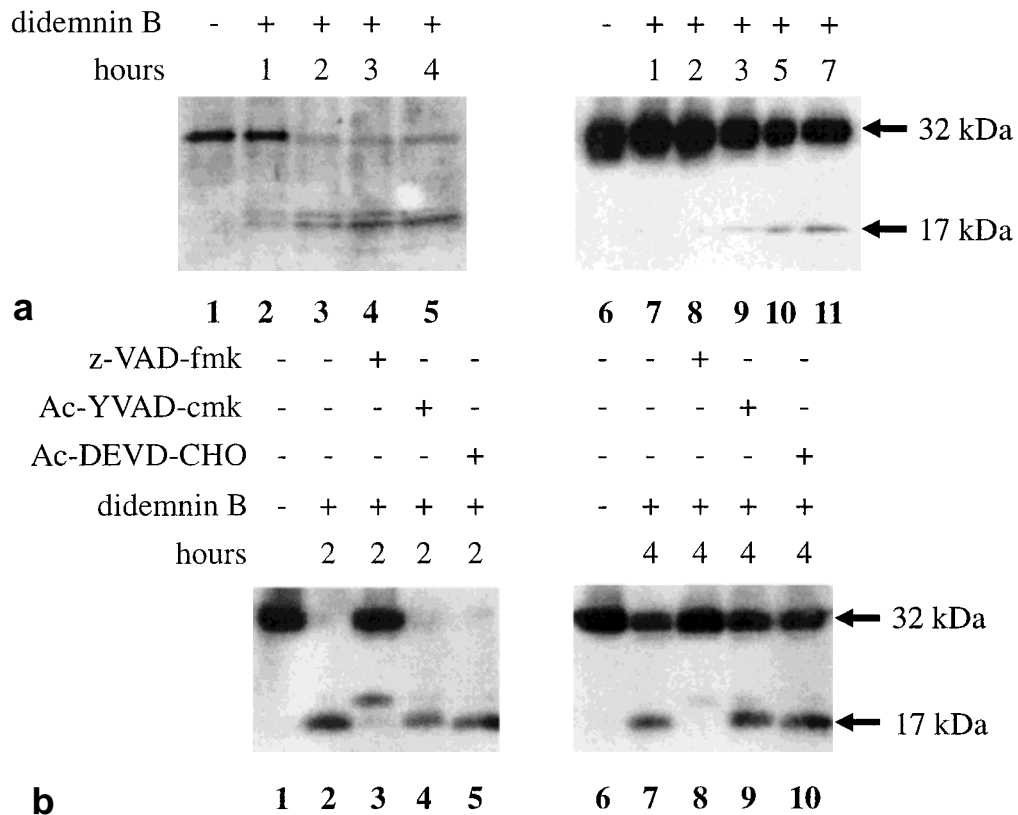 didemnin B - + + + + - + + + + +
hours 1 2 3 4 1 2 3 5 7
32 kDa
17 kDa
a 1 2 3 4 5 6 7 8 9 10 11
z-VAD-fmk - - + - - - - + - -
Ac-YVAD-cmk - - - + - - - - + -
Ac-DEVD-CHO - - - - + - - - - +
didemnin B - + + + + - + + + +
hours 2 2 2 2 4 4 4 4
32 kDa
17 kDa
b 1 2 3 4 5 6 7 8 9 10